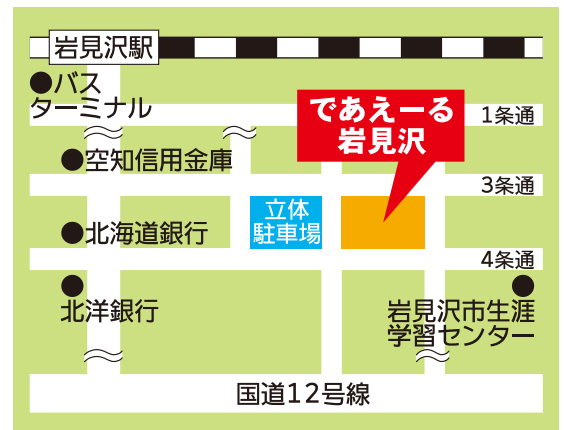 岩見沢駅
●バス
ターミナル
であえーる
岩見沢
1条通
●空知信用金庫
3条通
立体
駐車場
●北海道銀行
4条通
●
北洋銀行
●
岩見沢市生涯
学習センター
国道12号線